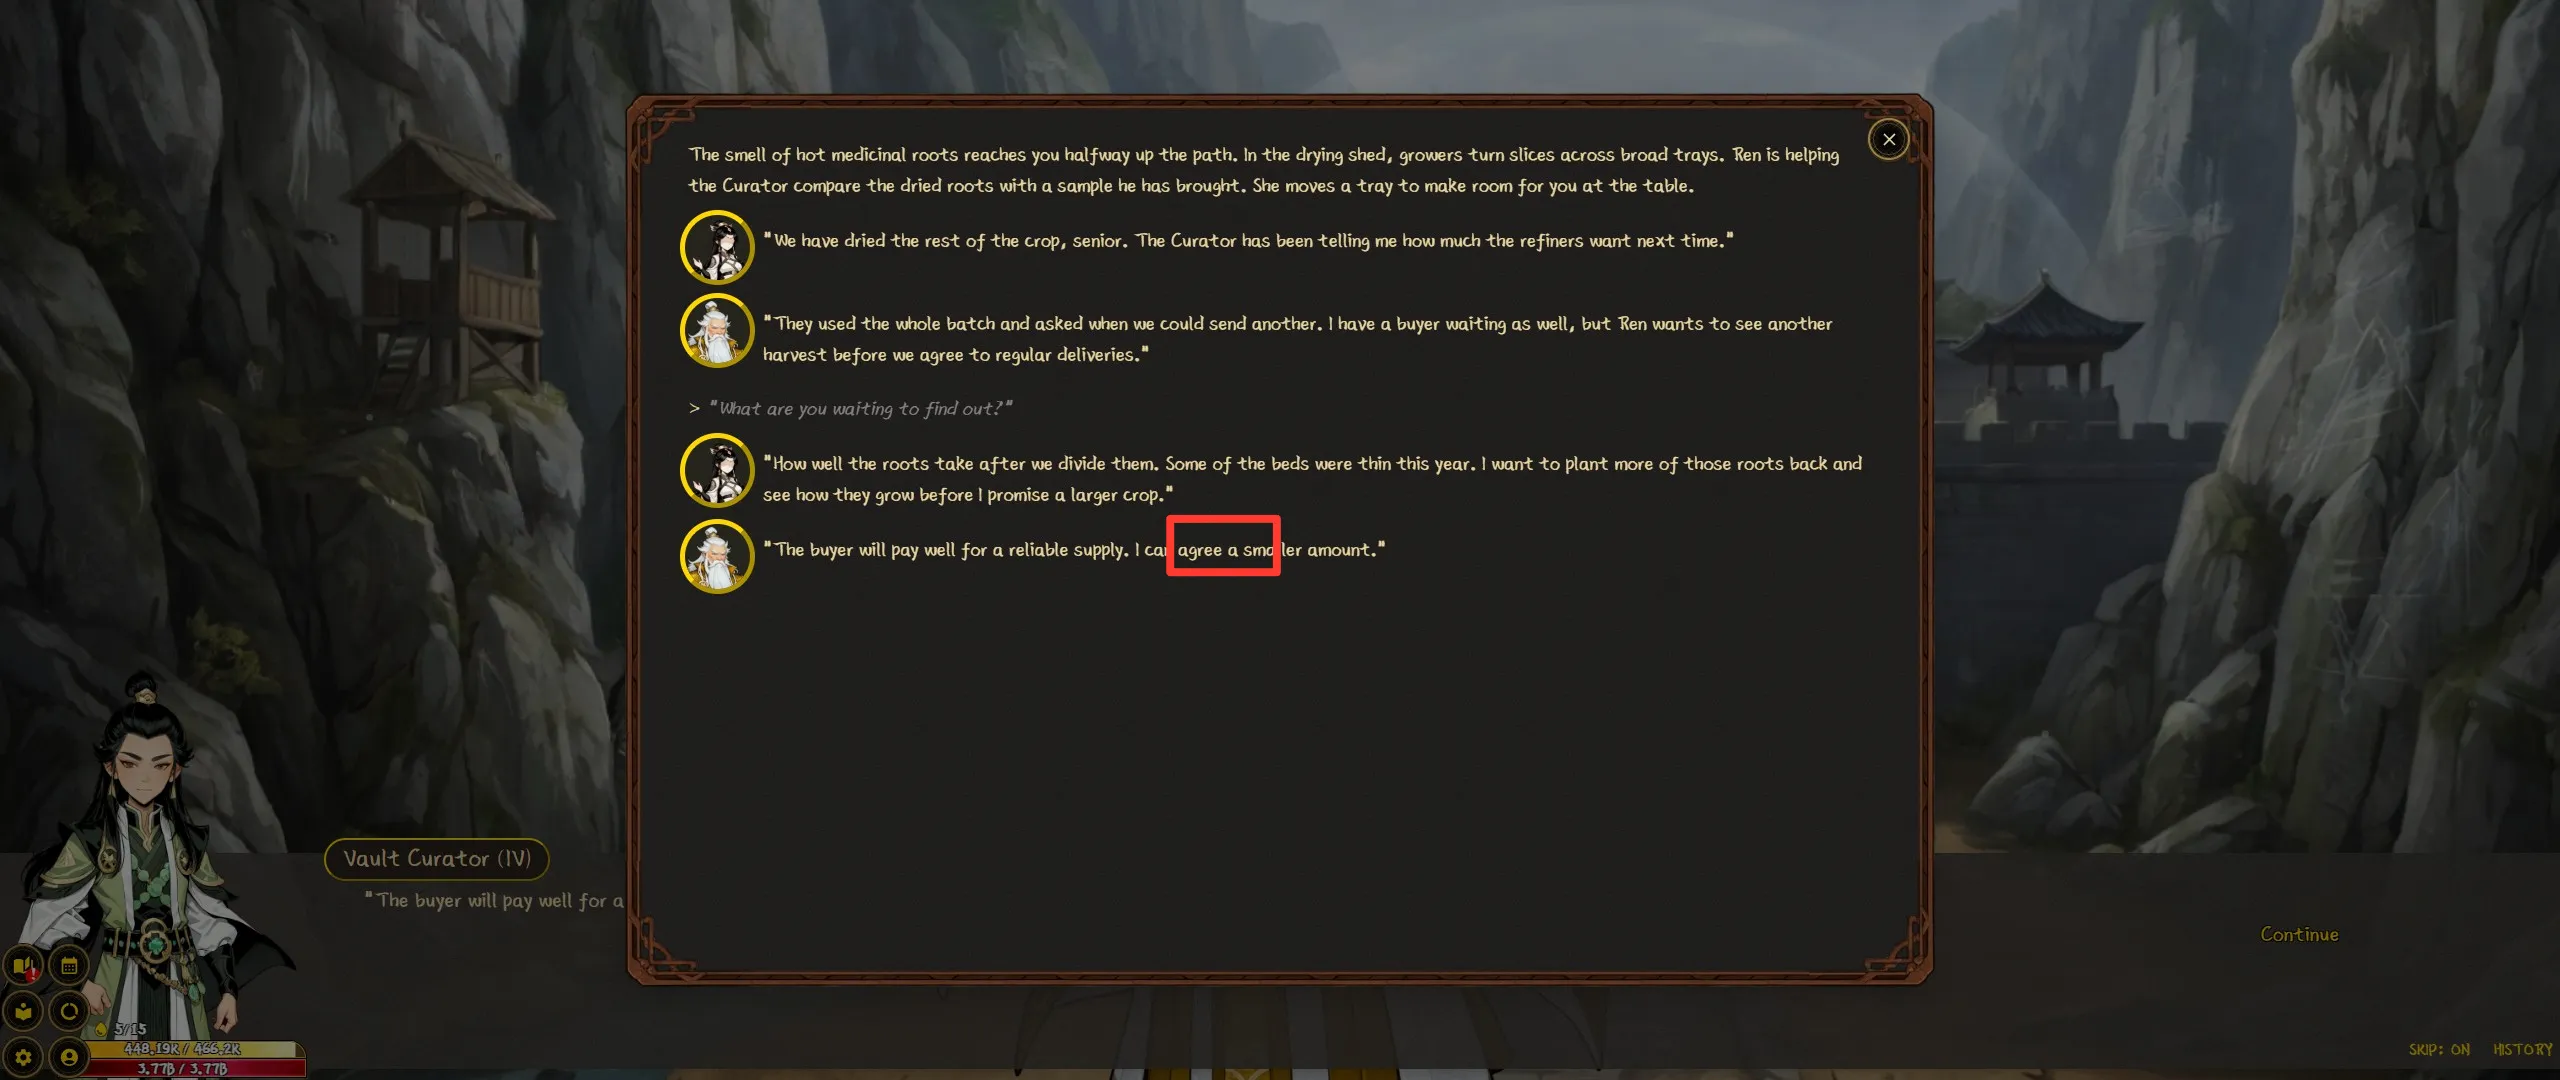 The smell of hot medicinal roots reaches you halfway up the path. In the drying shed, growers turn slices across broad trays. Ren is helping
the Curator compare the dried roots with a sample he has brought. She moves a tray to make room for you at the table.
"We have dried the rest of the crop, senior. The Curator has been telling me how much the refiners want next time."
"They used the whole batch and asked when we could send another. I have a buyer waiting as well, but Ren wants to see another
harvest before we agree to regular deliveries."
> "What are you waiting to find out?"
"How well the roots take after we divide them. Some of the beds were thin this year. I want to plant more of those roots back and
see how they grow before I promise a larger crop."
"The buyer will pay well for a reliable supply. I can agree a smaller amount."
Vault Curator (IV)
"The buyer will pay well for a
Continue
5/15
448.19K / 466.2K
3.77B / 3.77B
SKIP: ON HISTORY